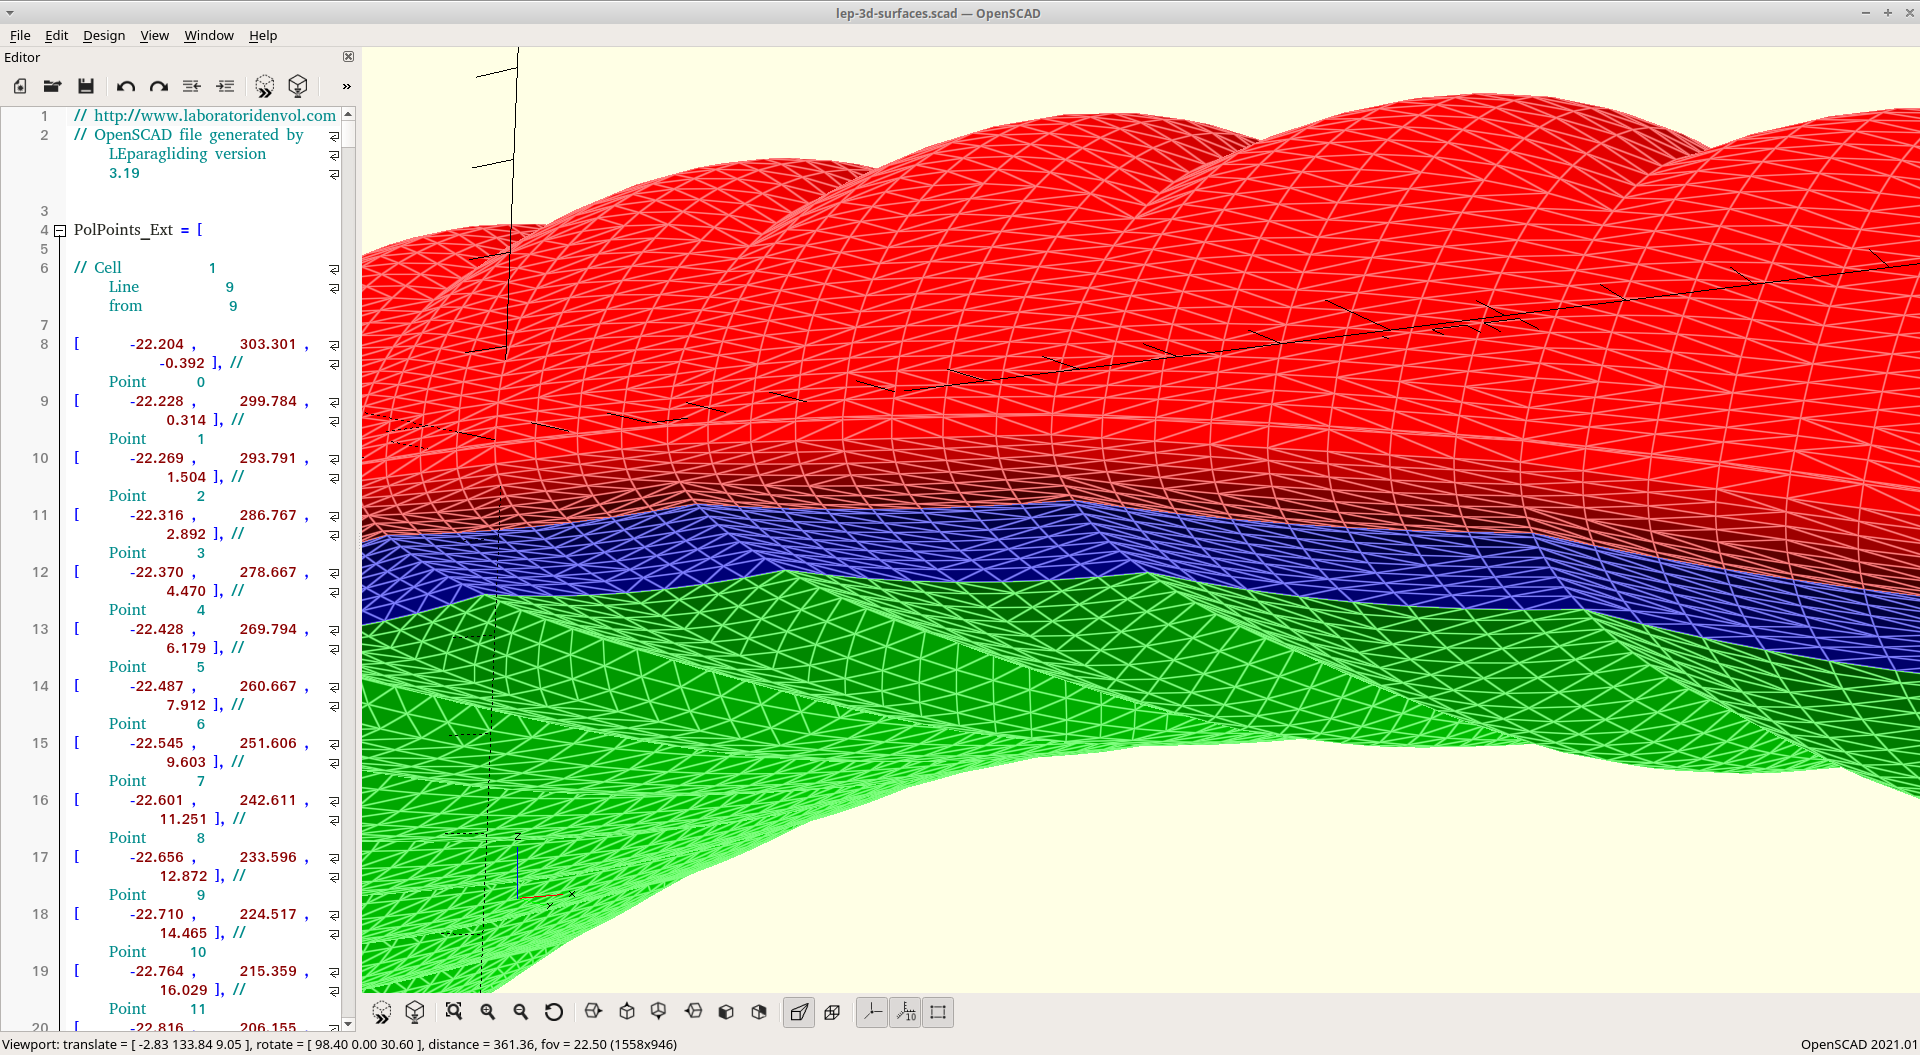 lep-3d-surfaces.scad — OpenSCAD
File Edit Design View Window Help
Editor
1 // http://www.laboratoridenvol.com
2 // OpenSCAD file generated by
LEparagliding version
3.19
3
4 PolPoints_Ext = [
5
6 // Cell 1
Line 9
from 9
7
8 [ -22.204 , 303.301 ,
-0.392 ], //
Point 0
9 [ -22.228 , 299.784 ,
0.314 ], //
Point 1
10 [ -22.269 , 293.791 ,
1.504 ], //
Point 2
11 [ -22.316 , 286.767 ,
2.892 ], //
Point 3
12 [ -22.370 , 278.667 ,
4.470 ], //
Point 4
13 [ -22.428 , 269.794 ,
6.179 ], //
Point 5
14 [ -22.487 , 260.667 ,
7.912 ], //
Point 6
15 [ -22.545 , 251.606 ,
9.603 ], //
Point 7
16 [ -22.601 , 242.611 ,
11.251 ], //
Point 8
17 [ -22.656 , 233.596 ,
12.872 ], //
Point 9
18 [ -22.710 , 224.517 ,
14.465 ], //
Point 10
19 [ -22.764 , 215.359 ,
16.029 ], //
Point 11
20 [ -22.816 , 206.155 ,
Z
X
Y
10
Viewport: translate = [ -2.83 133.84 9.05 ], rotate = [ 98.40 0.00 30.60 ], distance = 361.36, fov = 22.50 (1558x946)
OpenSCAD 2021.01